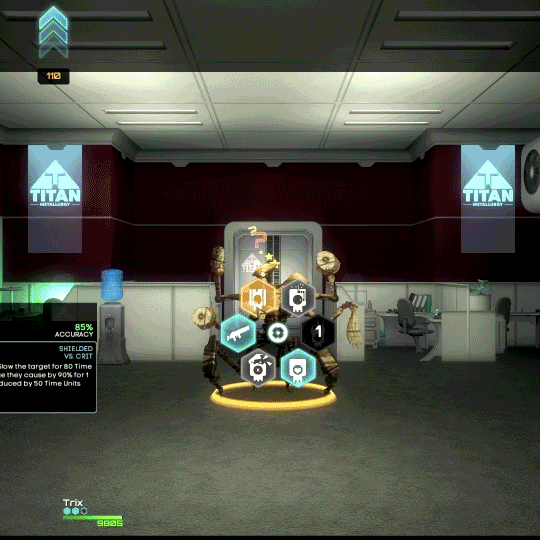 110
TITAN
METALLURGY
TITAN
METALLURGY
??
1
85%
ACCURACY
SHIELDED
VS. CRIT
Slow the target for 80 Time
ge they cause by 90% for 1
duced by 50 Time Units
Trix
9805